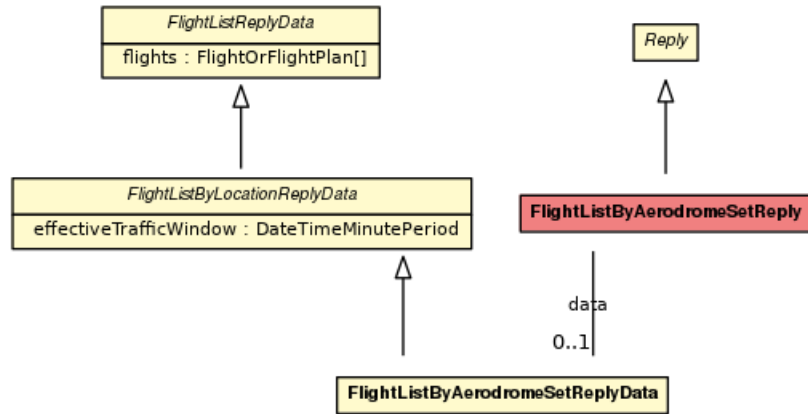 FlightListReplyData
flights : FlightOrFlightPlan[]
Reply
FlightListByLocationReplyData
effectiveTrafficWindow : DateTimeMinutePeriod
FlightListByAerodromeSetReply
data
0..1
FlightListByAerodromeSetReplyData